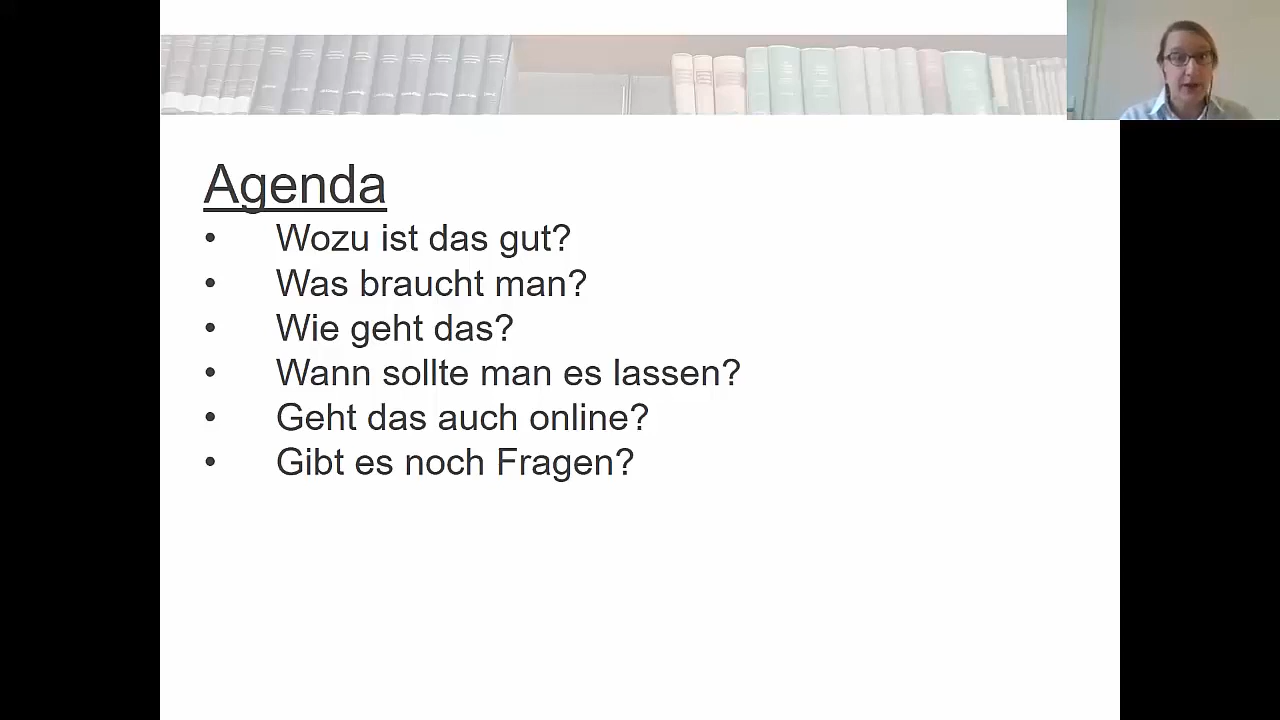 Agenda
• Wozu ist das gut?
• Was braucht man?
• Wie geht das?
• Wann sollte man es lassen?
• Geht das auch online?
• Gibt es noch Fragen?